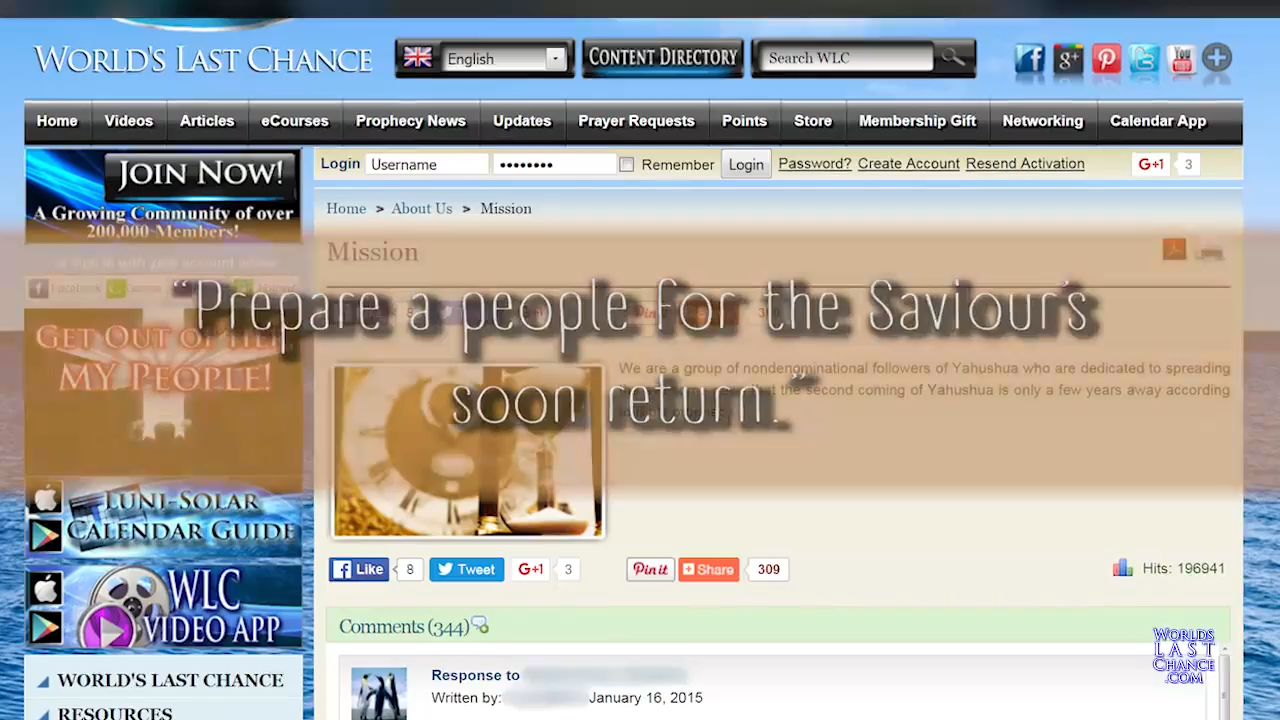 WORLD'S LAST CHANCE
English
CONTENT DIRECTORY
Search WLC
Home Videos Articles eCourses Prophecy News Updates Prayer Requests Points Store Membership Gift Networking Calendar App
JOIN NOW!
A Growing Community of over
200,000-Members!
Login Username •••••••• Remember Login Password? Create Account Resend Activation G+1 3
Home > About Us > Mission
Mission
"Prepare a people for the Saviour's
soon return."
GET OUT OF
MY PEOPLE!
We are a group of nondenominational followers of Yahushua who are dedicated to spreading
that the second coming of Yahushua is only a few years away according
LUNI-SOLAR
CALENDAR GUIDE
WLC
VIDEO APP
Like 8 Tweet G+1 3 Pin it Share 309
Hits: 196941
Comments (344)
Response to
Written by: January 16, 2015
WORLD'S LAST CHANCE
RESOURCES
WORLDS
LAST
CHANCE
.COM